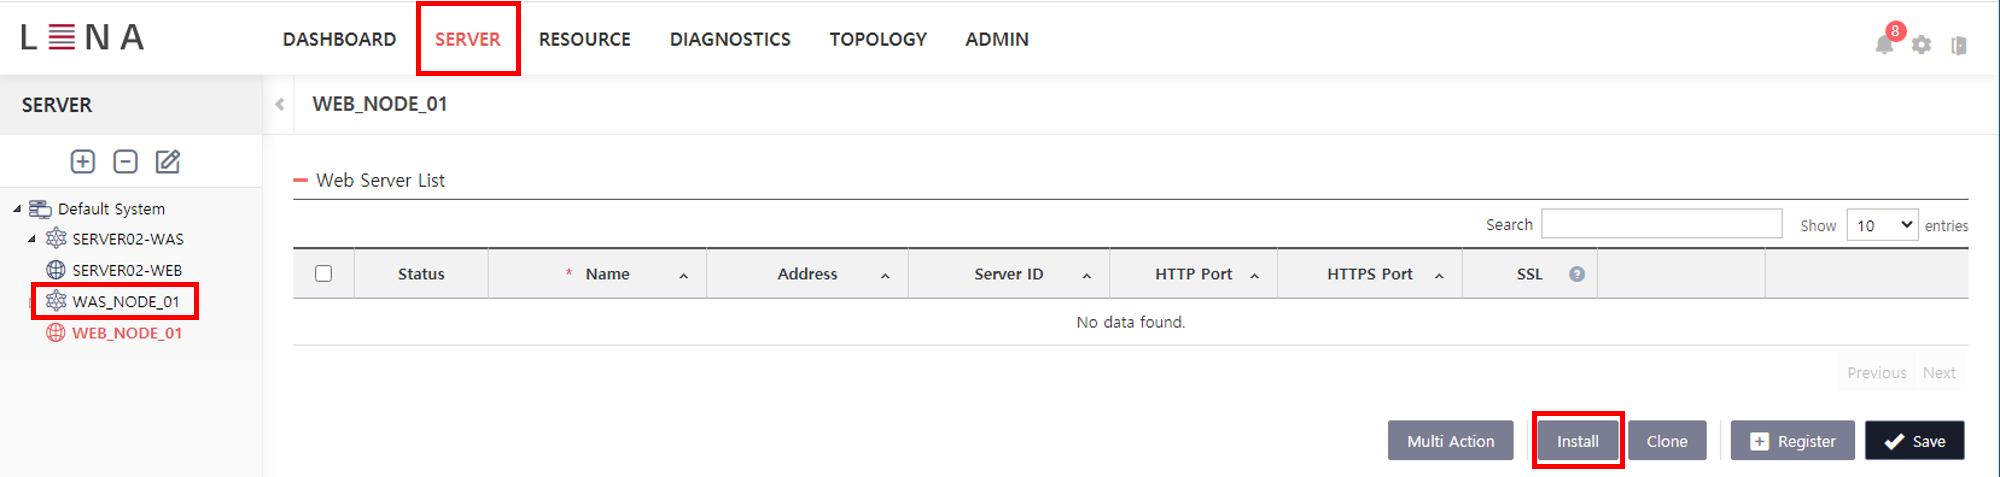 LENA DASHBOARD SERVER RESOURCE DIAGNOSTICS TOPOLOGY ADMIN 8
SERVER
WEB_NODE_01
Default System
SERVER02-WAS
SERVER02-WEB
WAS_NODE_01
WEB_NODE_01
Web Server List
Search Show 10 entries
Status * Name Address Server ID HTTP Port HTTPS Port SSL ?
No data found.
Previous Next
Multi Action Install Clone Register Save